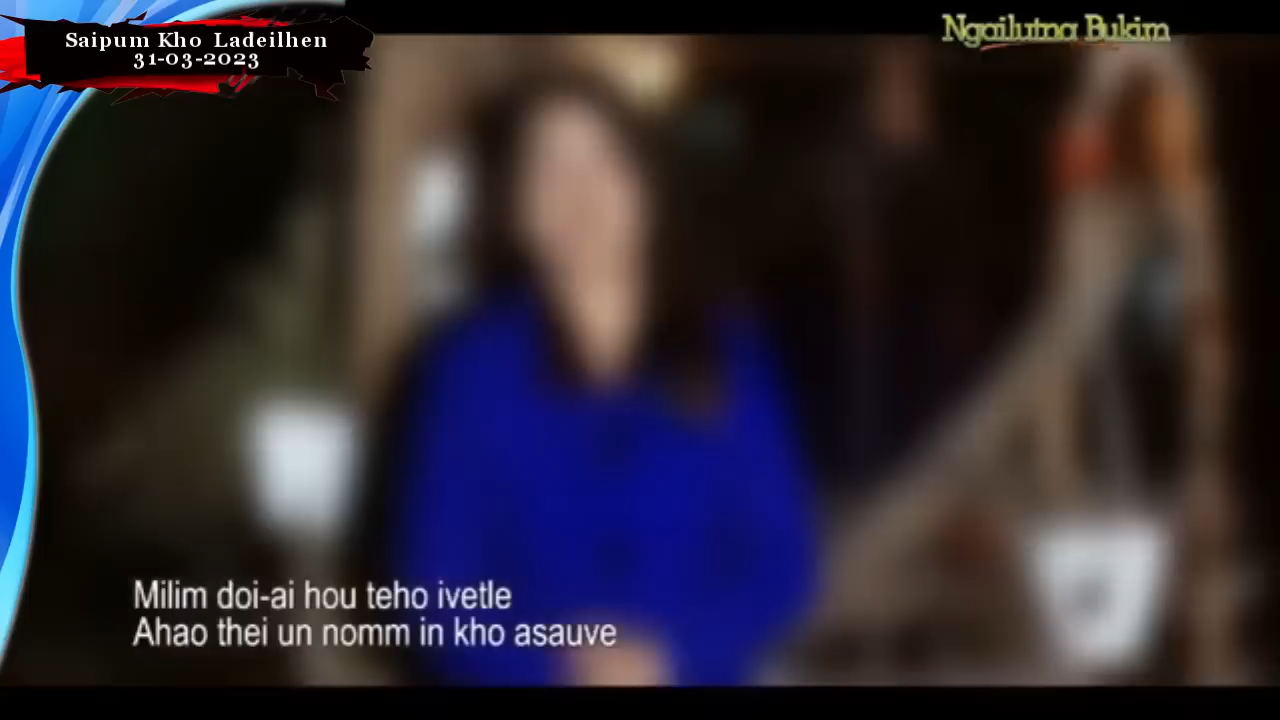 Saipum Kho Ladeilhen
31-03-2023
Ngailutna Bukim
Milim doi-ai hou teho ivetle
Ahao thei un nomm in kho asauve